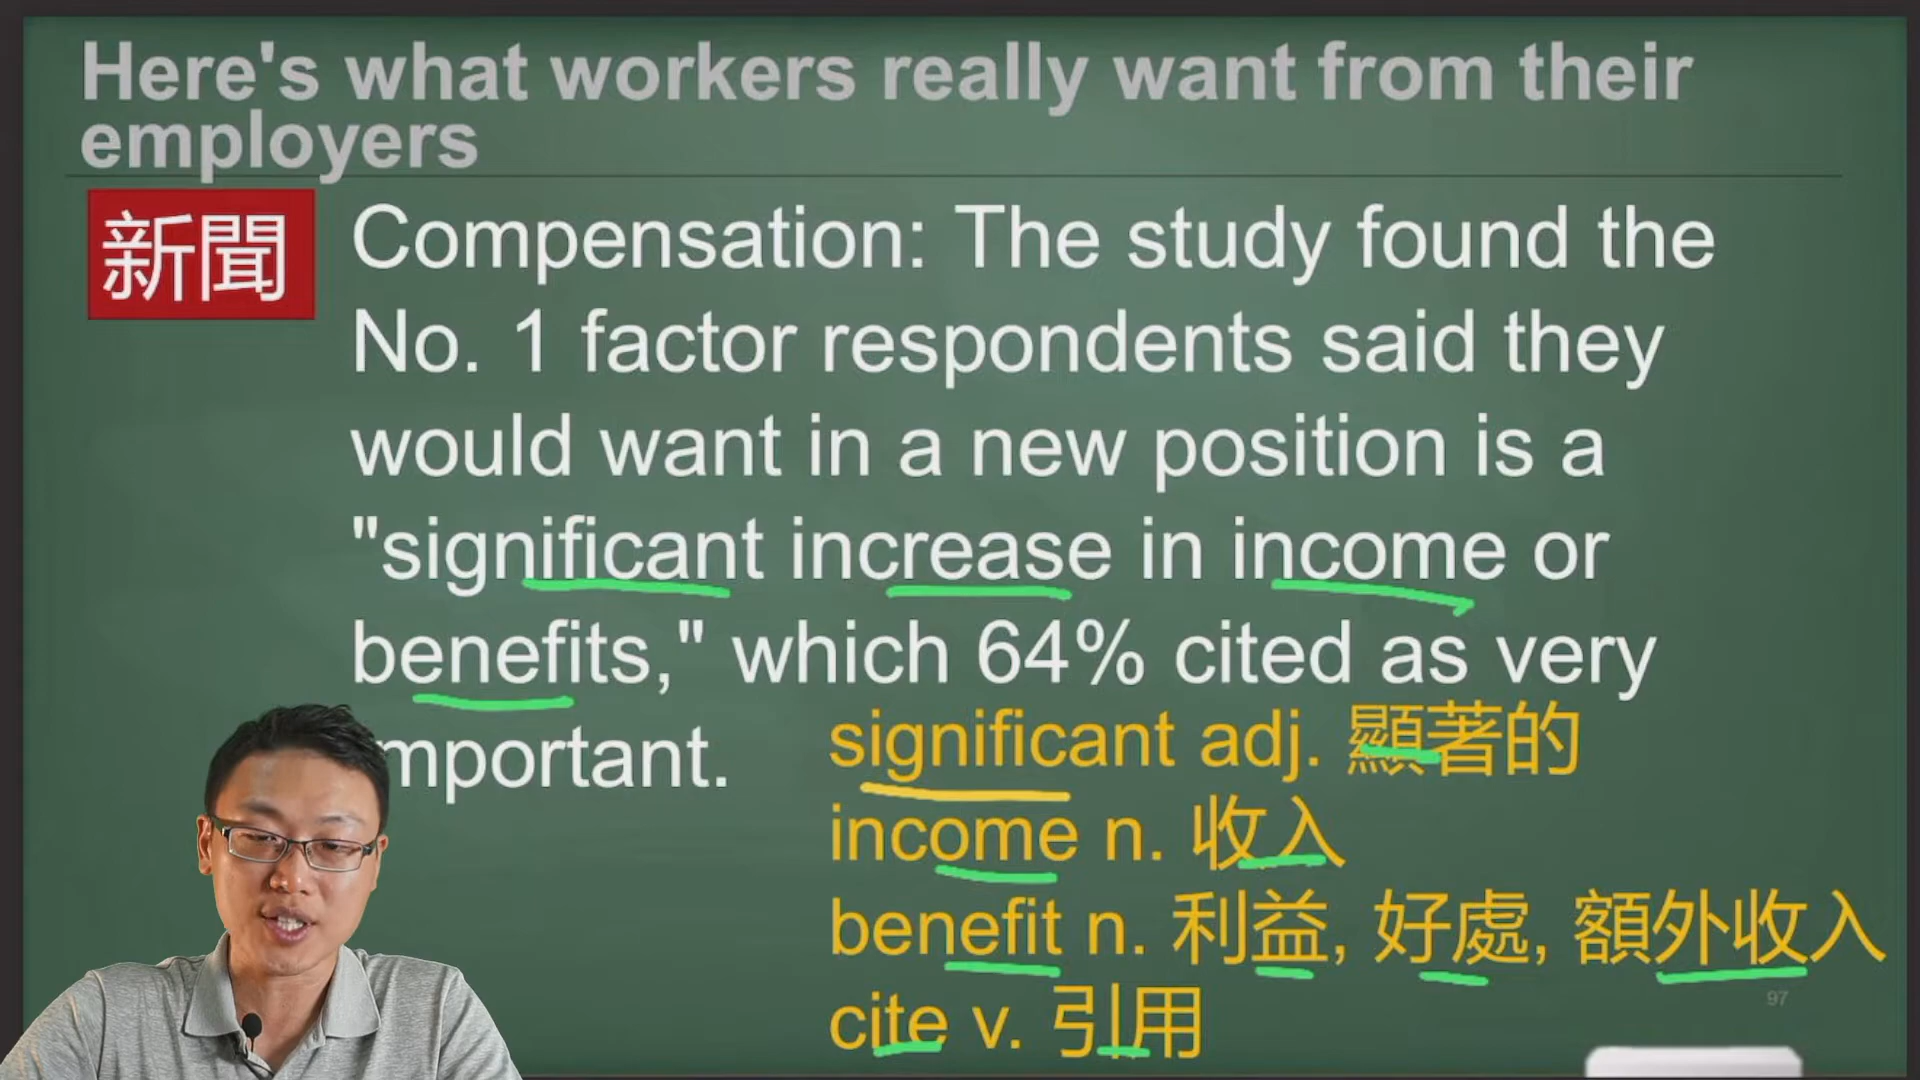 Here's what workers really want from their
employers
新聞
Compensation: The study found the
No. 1 factor respondents said they
would want in a new position is a
"significant increase in income or
benefits," which 64% cited as very
mportant.
significant adj. 顯著的
income n. 收入
benefit n. 利益, 好處, 額外收入
cite v. 引用
97